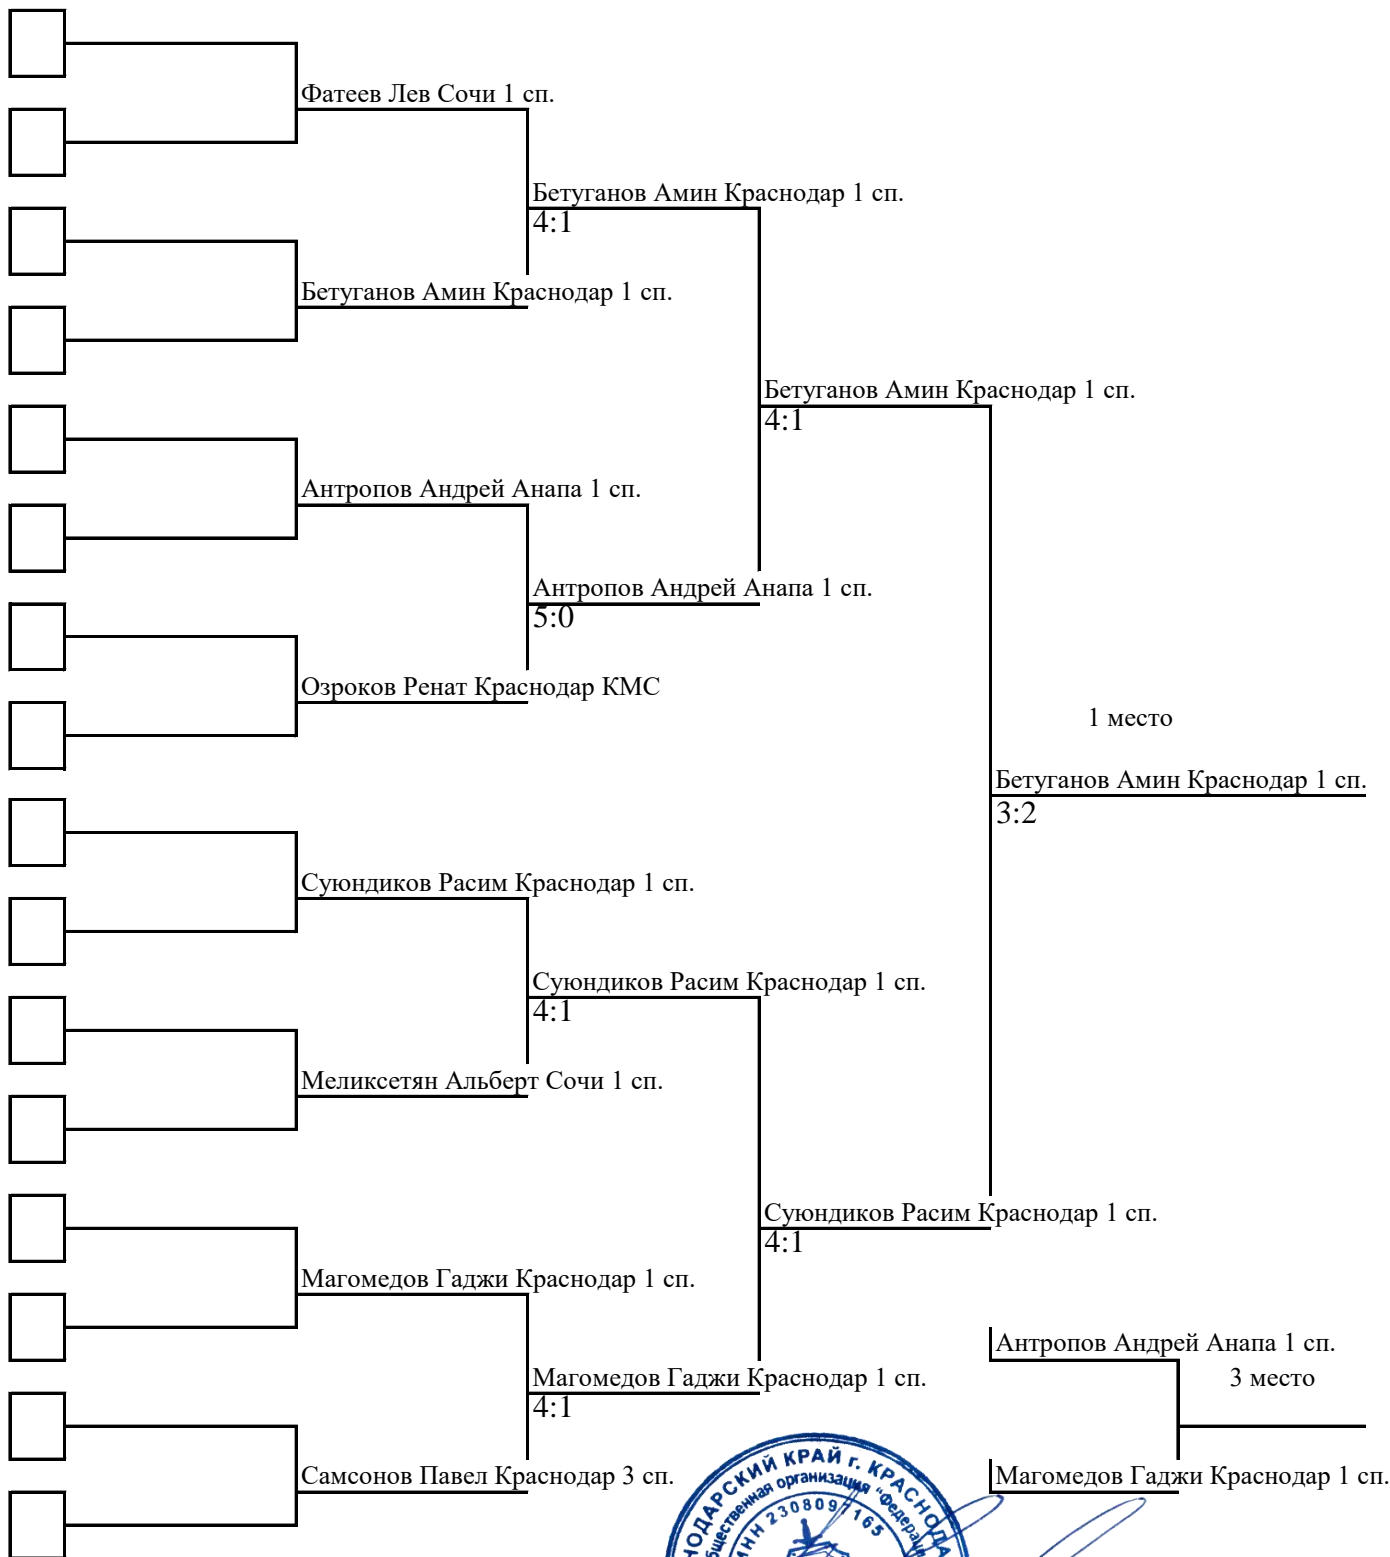 Фатеев Лев Сочи 1 сп.
Бетуганов Амин Краснодар 1 сп.
4:1
Бетуганов Амин Краснодар 1 сп.
Бетуганов Амин Краснодар 1 сп.
4:1
Антропов Андрей Анапа 1 сп.
Антропов Андрей Анапа 1 сп.
5:0
Озроков Ренат Краснодар КМС
1 место
Бетуганов Амин Краснодар 1 сп.
3:2
Суюндиков Расим Краснодар 1 сп.
Суюндиков Расим Краснодар 1 сп.
4:1
Меликсетян Альберт Сочи 1 сп.
Суюндиков Расим Краснодар 1 сп.
4:1
Магомедов Гаджи Краснодар 1 сп.
Антропов Андрей Анапа 1 сп.
3 место
Магомедов Гаджи Краснодар 1 сп.
4:1
Самсонов Павел Краснодар 3 сп.
Магомедов Гаджи Краснодар 1 сп.
КРАЙ г.
организация
ИНН 2308097165